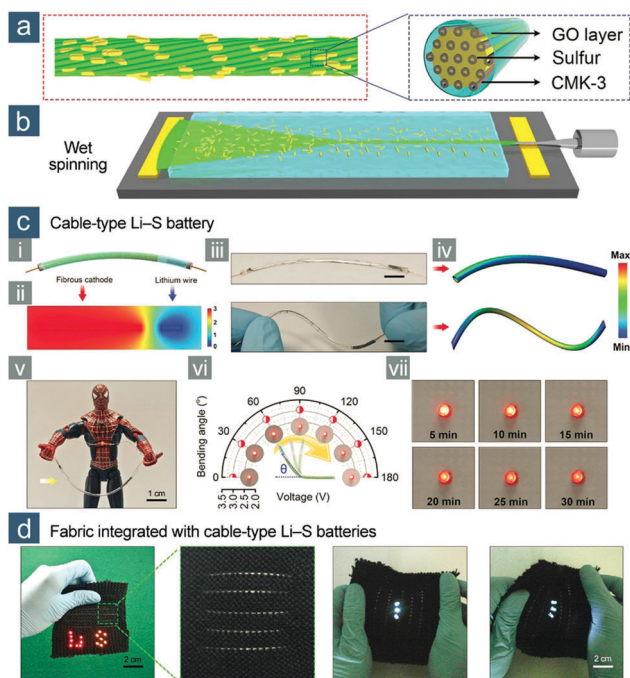 a
GO layer
Sulfur
CMK-3
b
Wet
spinning
c Cable-type Li–S battery
i
Fibrous cathode
Lithium wire
ii
3
2
1
0
iii
iv
Max
Min
v
1 cm
vi
Bending angle (°)
0
30
60
90
120
150
180
θ
3.5
3.0
2.5
2.0
Voltage (V)
vii
5 min
10 min
15 min
20 min
25 min
30 min
d Fabric integrated with cable-type Li–S batteries
Li S
2 cm
2 cm
2 cm